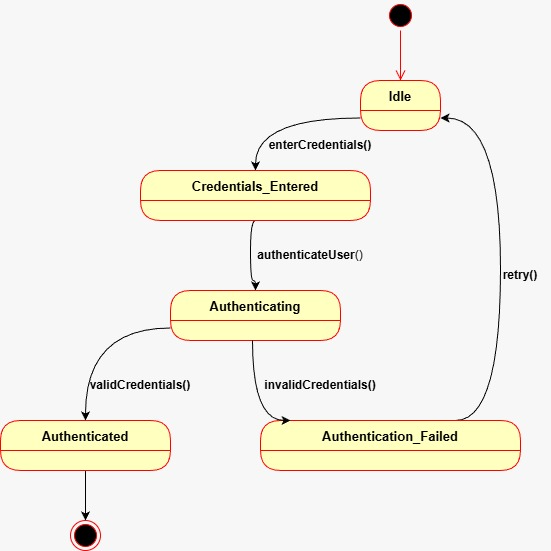 Idle
enterCredentials()
Credentials_Entered
authenticateUser()
retry()
Authenticating
validCredentials()
invalidCredentials()
Authenticated
Authentication_Failed